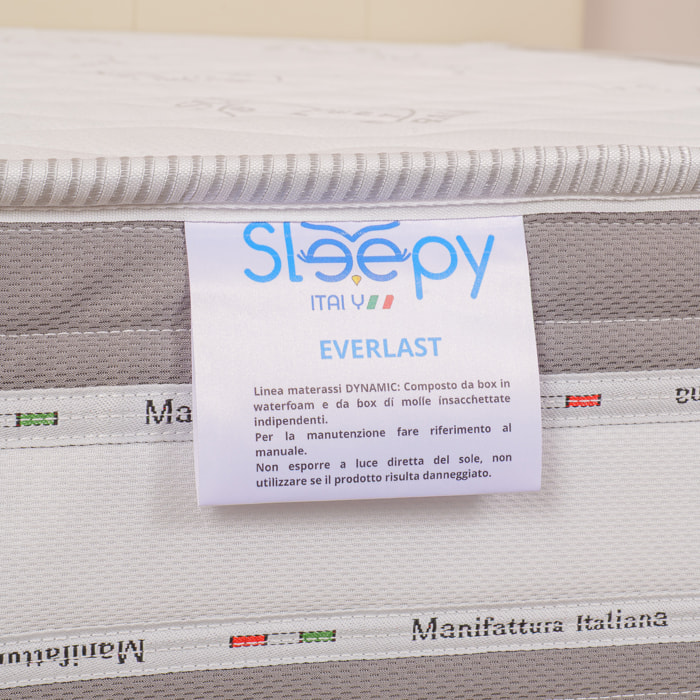 Sleepy
ITALY
EVERLAST
Linea materassi DYNAMIC: Composto da box in
waterfoam e da box di molle insacchettate
indipendenti.
Per la manutenzione fare riferimento al
manuale.
Non esporre a luce diretta del sole, non
utilizzare se il prodotto risulta danneggiato.
Ma
Manifattura Italiana
Manifattur